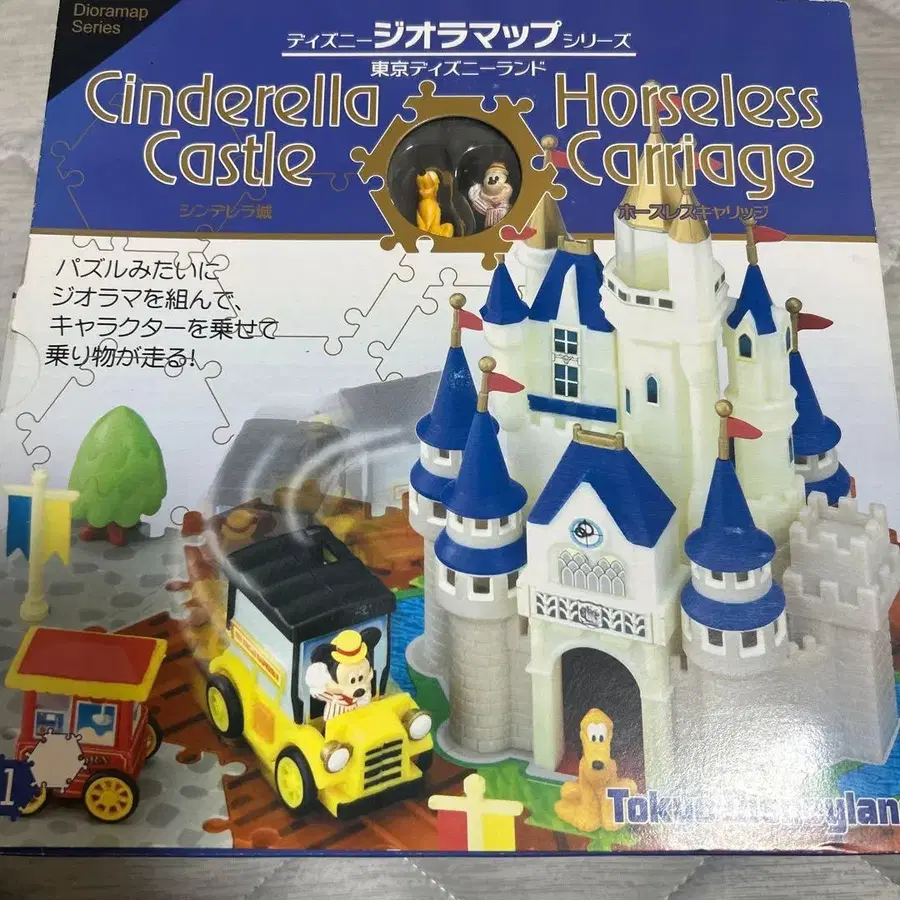 Dioramap
Series
ディズニージオラマップシリーズ
東京ディズニーランド
Cinderella
Castle
シンデレラ城
Horseless
Carriage
ホースレスキャリッジ
パズルみたいに
ジオラマを組んで、
キャラクターを乗せて
乗り物が走る!
1
Tokyo Disneylan